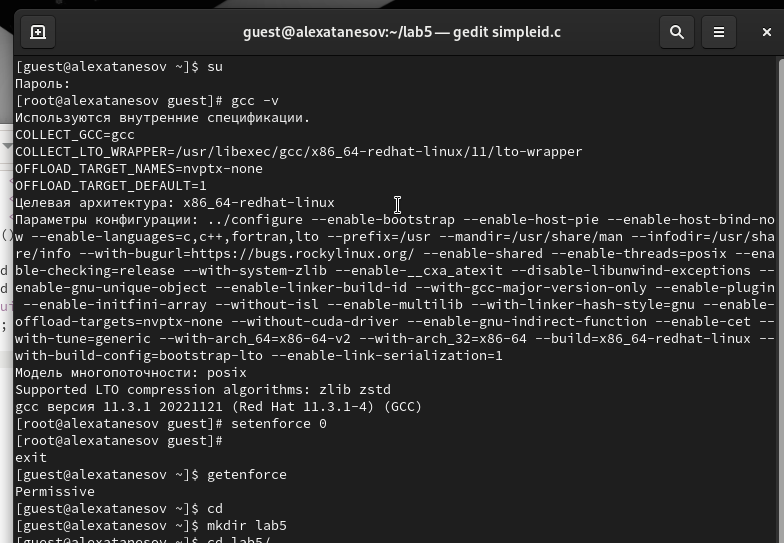 guest@alexatanesov:~/lab5 — gedit simpleid.c
[guest@alexatanesov ~]$ su
Пароль:
[root@alexatanesov guest]# gcc -v
Используются внутренние спецификации.
COLLECT_GCC=gcc
COLLECT_LTO_WRAPPER=/usr/libexec/gcc/x86_64-redhat-linux/11/lto-wrapper
OFFLOAD_TARGET_NAMES=nvptx-none
OFFLOAD_TARGET_DEFAULT=1
Целевая архитектура: x86_64-redhat-linux
Параметры конфигурации: ../configure --enable-bootstrap --enable-host-pie --enable-host-bind-no
w --enable-languages=c,c++,fortran,lto --prefix=/usr --mandir=/usr/share/man --infodir=/usr/sha
re/info --with-bugurl=https://bugs.rockylinux.org/ --enable-shared --enable-threads=posix --ena
ble-checking=release --with-system-zlib --enable-__cxa_atexit --disable-libunwind-exceptions --
enable-gnu-unique-object --enable-linker-build-id --with-gcc-major-version-only --enable-plugin
 --enable-initfini-array --without-isl --enable-multilib --with-linker-hash-style=gnu --enable-
offload-targets=nvptx-none --without-cuda-driver --enable-gnu-indirect-function --enable-cet --
with-tune=generic --with-arch_64=x86-64-v2 --with-arch_32=x86-64 --build=x86_64-redhat-linux --
with-build-config=bootstrap-lto --enable-link-serialization=1
Модель многопоточности: posix
Supported LTO compression algorithms: zlib zstd
gcc версия 11.3.1 20221121 (Red Hat 11.3.1-4) (GCC)
[root@alexatanesov guest]# setenforce 0
[root@alexatanesov guest]#
exit
[guest@alexatanesov ~]$ getenforce
Permissive
[guest@alexatanesov ~]$ cd
[guest@alexatanesov ~]$ mkdir lab5
[guest@alexatanesov ~]$ cd lab5/